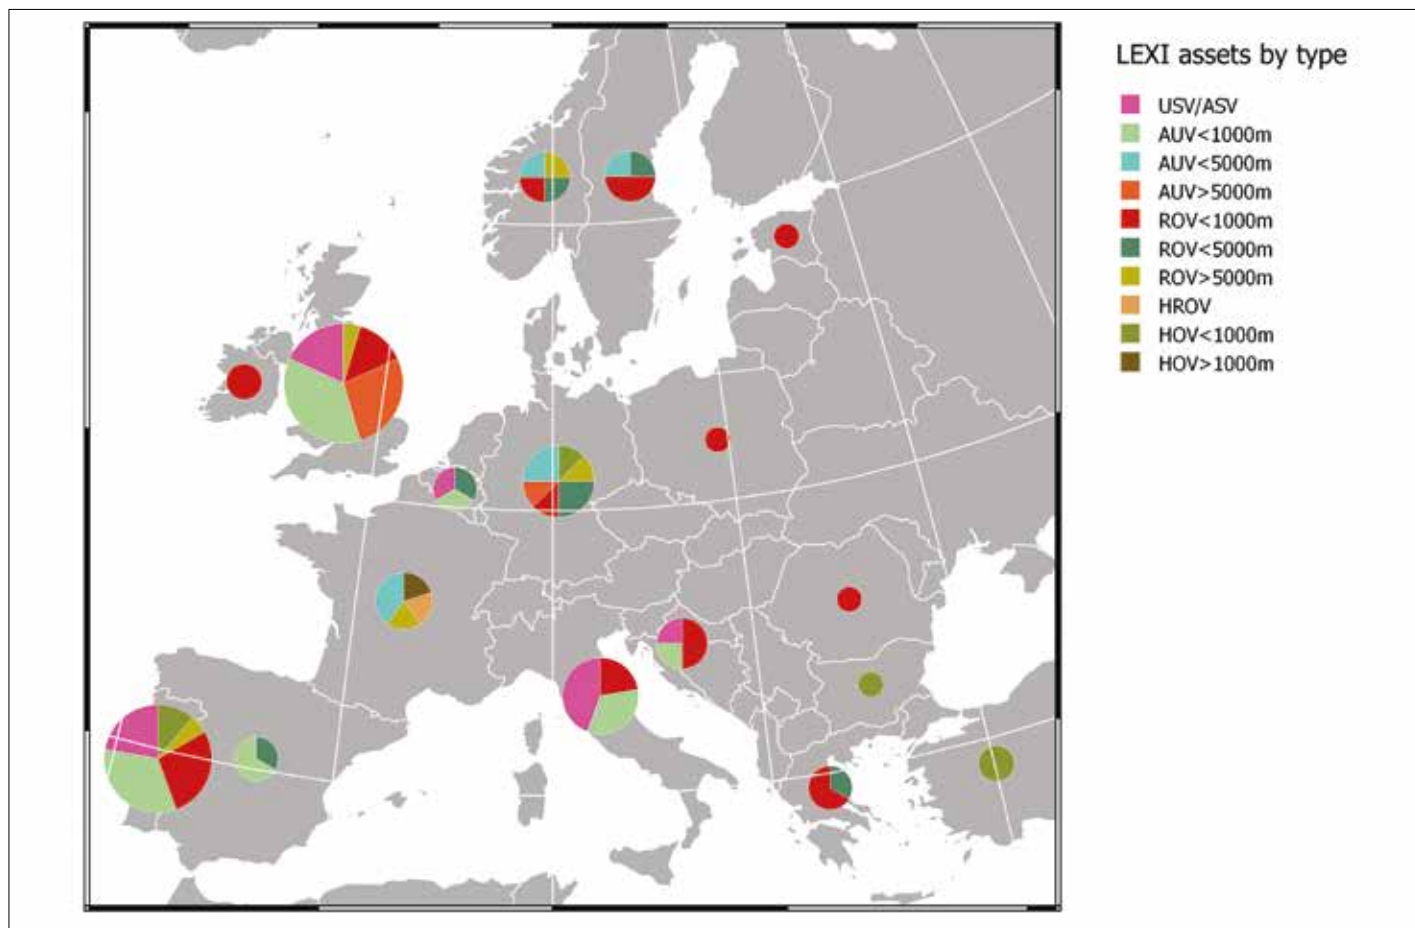 LEXI assets by type
USV/ASV
AUV<1000m
AUV<5000m
AUV>5000m
ROV<1000m
ROV<5000m
ROV>5000m
HROV
HOV<1000m
HOV>1000m